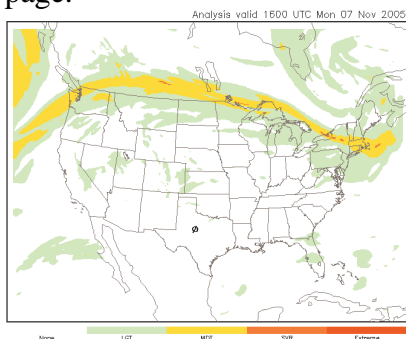 page.
Analysis valid 1600 UTC Mon 07 Nov 2005
None LGT MDT SVR Extreme